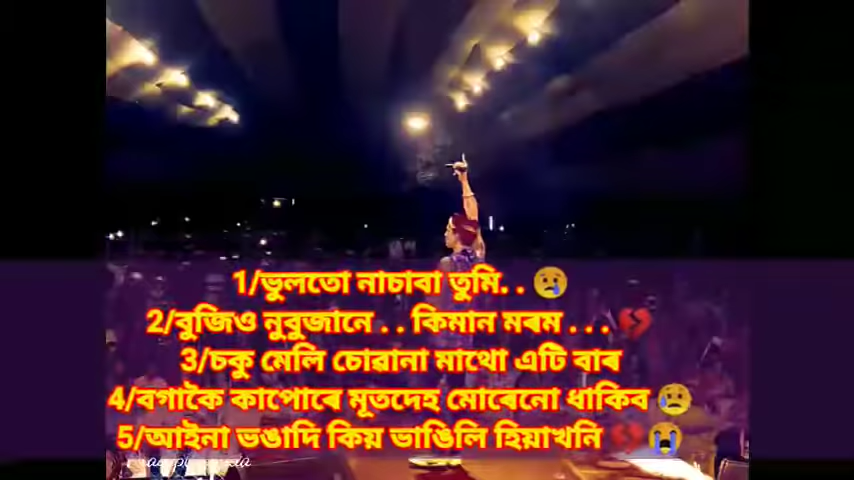 1/ভুলতো নাচাবা তুমি. . 😢
2/বুজিও নুবুজানে . . কিমান মৰম . . . 💔
3/চকু মেলি চোৱানা মাথো এটি বাৰ
4/বগাকৈ কাপোৰে মূতদেহ মোৰেনো ধাকিব 😢
5/আইনা ভঙাদি কিয় ভাঙিলি হিয়াখনি 💔😭